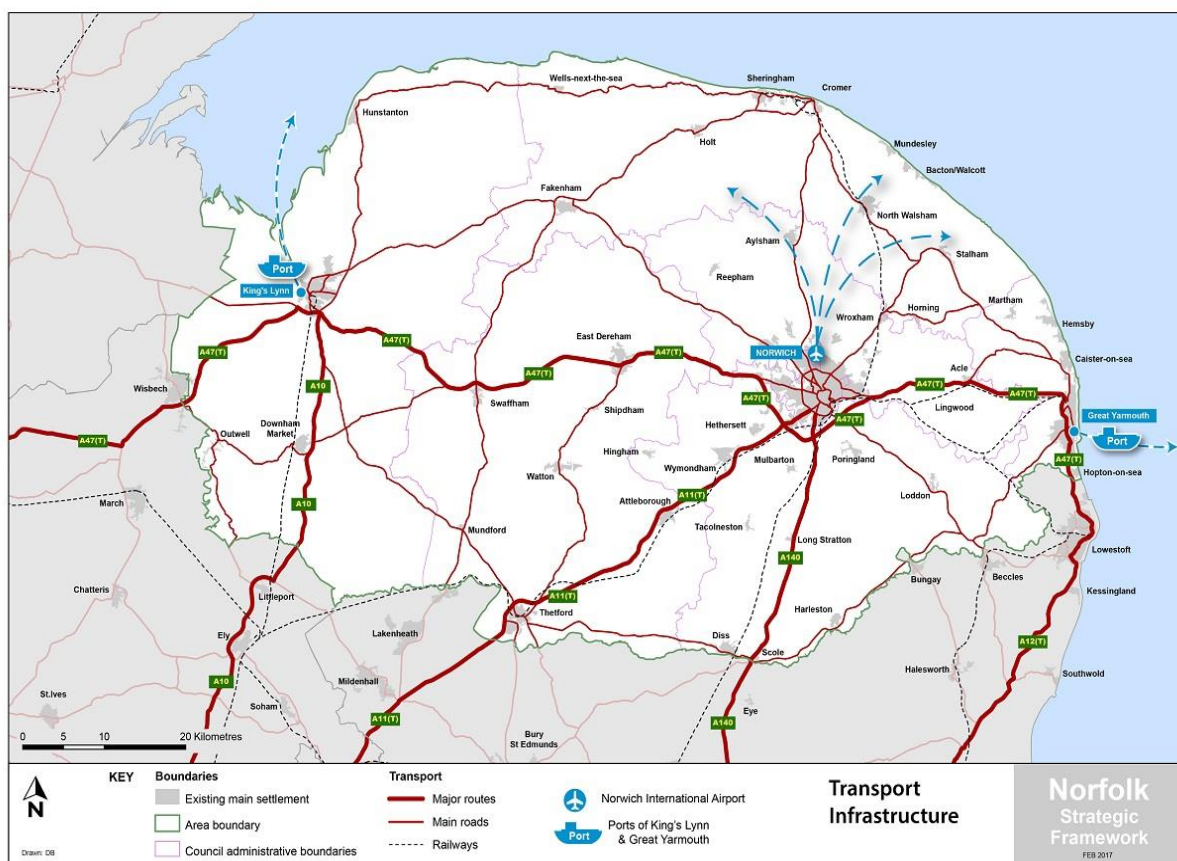 Wells-next-the-sea
Sheringham
Cromer
Hunstanton
Holt
Mundesley
Bacton/Walcott
Fakenham
North Walsham
Aylsham
Stalham
Reepham
Port
King's Lynn
Wroxham
Horning
Martham
Hemsby
East Dereham
NORWICH
Caister-on-sea
A47(T)
A47(T)
A47(T)
A10
Wisbech
A47(T)
Swaffham
Acle
A47(T)
A47(T)
A47(T)
Lingwood
Shipdham
Hethersett
A47(T)
Great Yarmouth
Port
Outwell
Downham
Market
A47(T)
Hingham
Wymondham
Mulbarton
Poringland
A47(T)
Hopton-on-sea
Watton
March
A10
Attleborough
A11(T)
Loddon
Mundford
Tacolneston
Long Stratton
Lowestoft
A140
Chatteris
Littleport
Bungay
Beccles
Kessingland
A11(T)
Thetford
Harleston
Ely
Lakenheath
Diss
Scole
A12(T)
Halesworth
Southwold
A10
Mildenhall
St.Ives
Soham
Eye
A11(T)
A140
Bury
St Edmunds
0 5 10 20 Kilometres
N
Drawn: DB
KEY
Boundaries
Existing main settlement
Area boundary
Council administrative boundaries
Transport
Major routes
Main roads
Railways
Norwich International Airport
Port
Ports of King's Lynn
& Great Yarmouth
Transport
Infrastructure
Norfolk
Strategic
Framework
FEB 2017